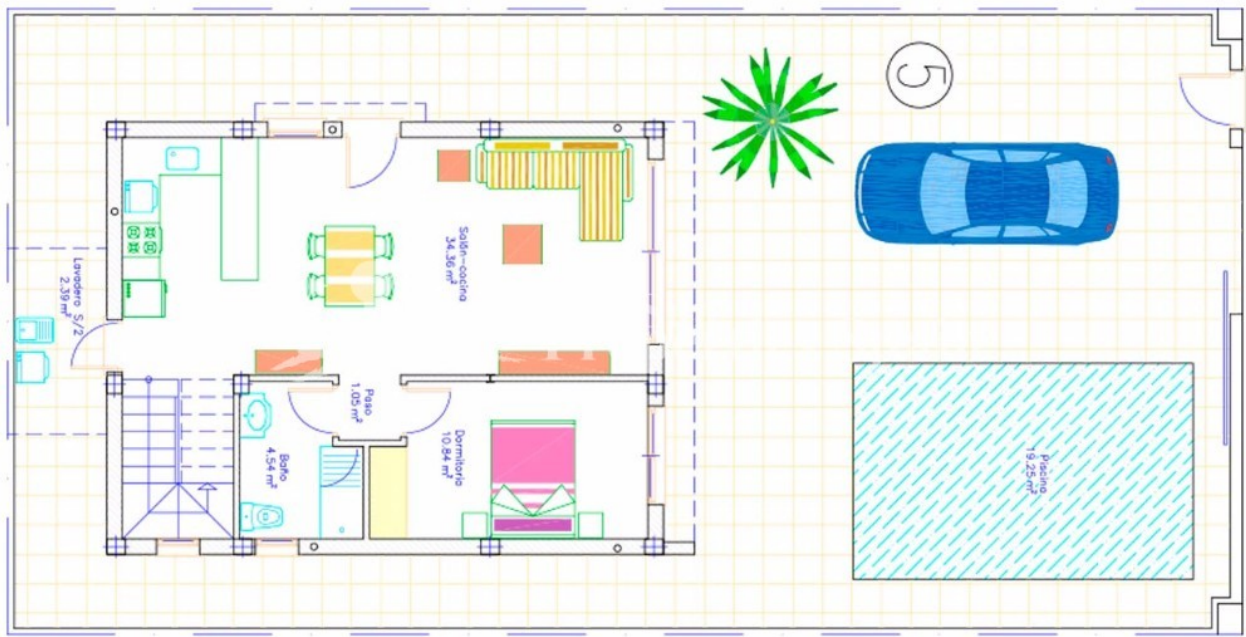 5
Salón-cocina
34.36 m²
Lavadero S/2
2.39 m²
Paso
1.05 m²
Baño
4.54 m²
Dormitorio
10.84 m²
Piscina
19.25 m²